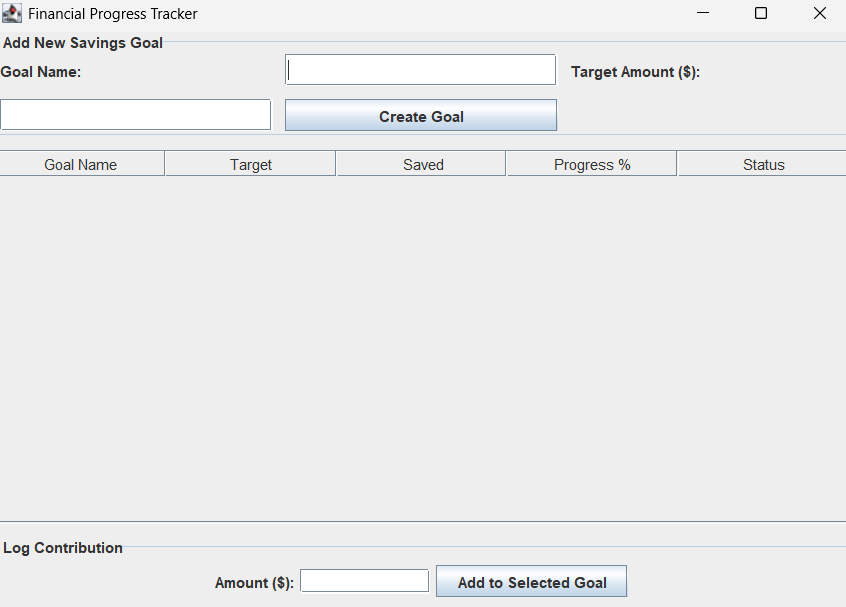 Financial Progress Tracker
Add New Savings Goal
Goal Name: Target Amount ($):
Create Goal
Goal Name Target Saved Progress % Status
Log Contribution
Amount ($): Add to Selected Goal